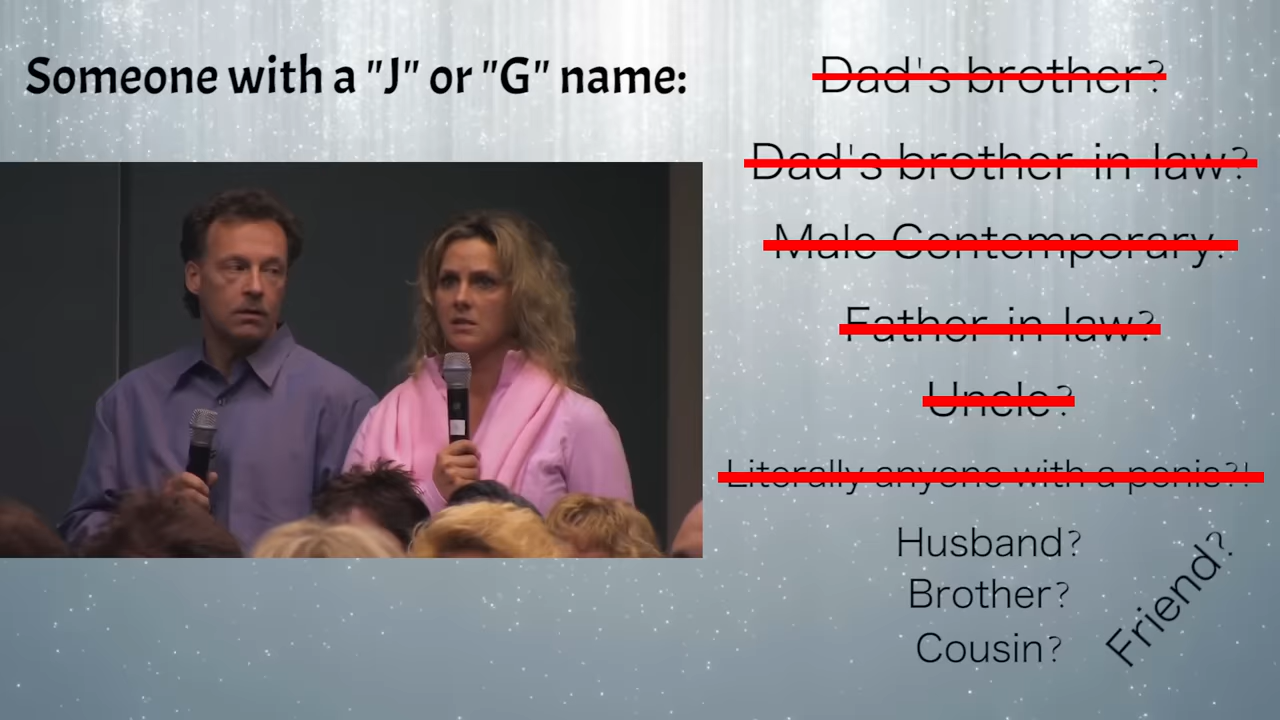 Someone with a "J" or "G" name:
Dad's brother?
Dad's brother-in-law?
Male Contemporary?
Father-in-law?
Uncle?
Literally anyone with a penis?!
Husband?
Brother?
Cousin?
Friend?